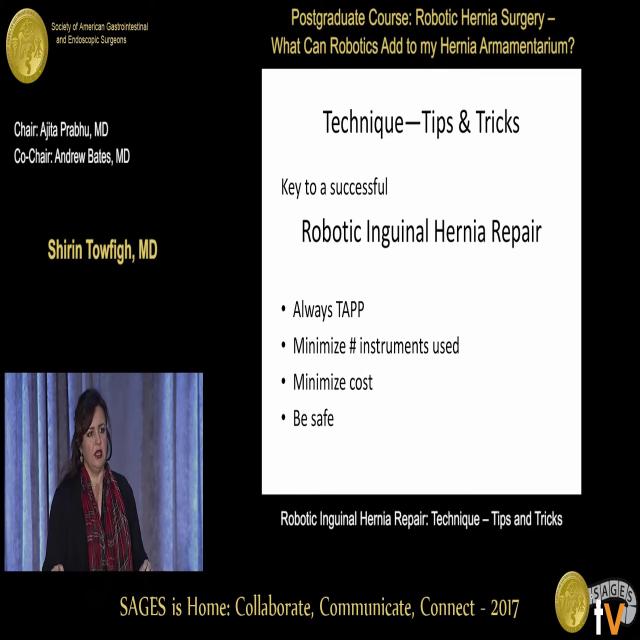 Society of American Gastrointestinal
and Endoscopic Surgeons
Postgraduate Course: Robotic Hernia Surgery –
What Can Robotics Add to my Hernia Armamentarium?
Chair: Ajita Prabhu, MD
Co-Chair: Andrew Bates, MD
Shirin Towfigh, MD
Technique—Tips & Tricks
Key to a successful
Robotic Inguinal Hernia Repair
• Always TAPP
• Minimize # instruments used
• Minimize cost
• Be safe
Robotic Inguinal Hernia Repair: Technique – Tips and Tricks
SAGES is Home: Collaborate, Communicate, Connect - 2017
SAGES
tv